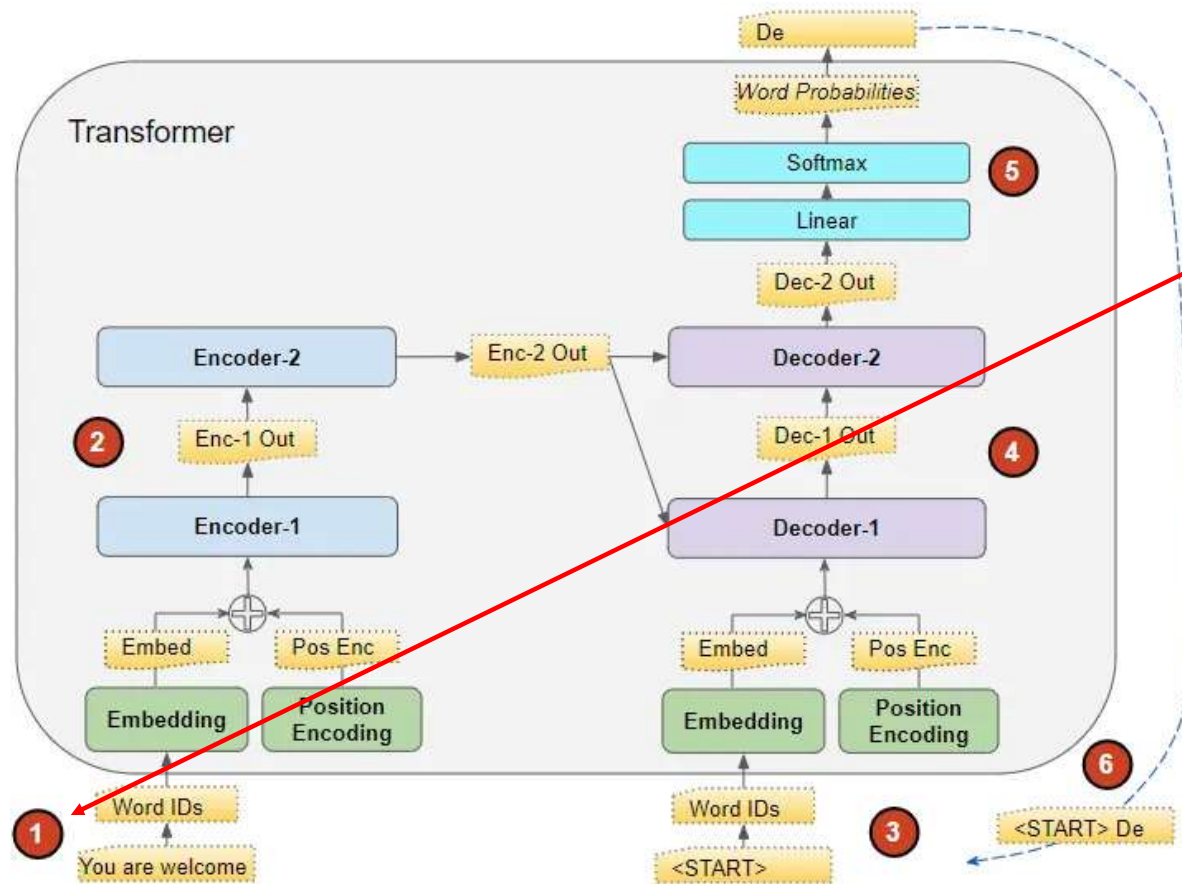 De
Word Probabilities
Transformer
Softmax
5
Linear
Dec-2 Out
Encoder-2
Enc-2 Out
Decoder-2
2
Enc-1 Out
Dec-1 Out
4
Encoder-1
Decoder-1
Embed
Pos Enc
Embed
Pos Enc
Embedding
Position
Encoding
Embedding
Position
Encoding
6
1
Word IDs
Word IDs
3
<START> De
You are welcome
<START>